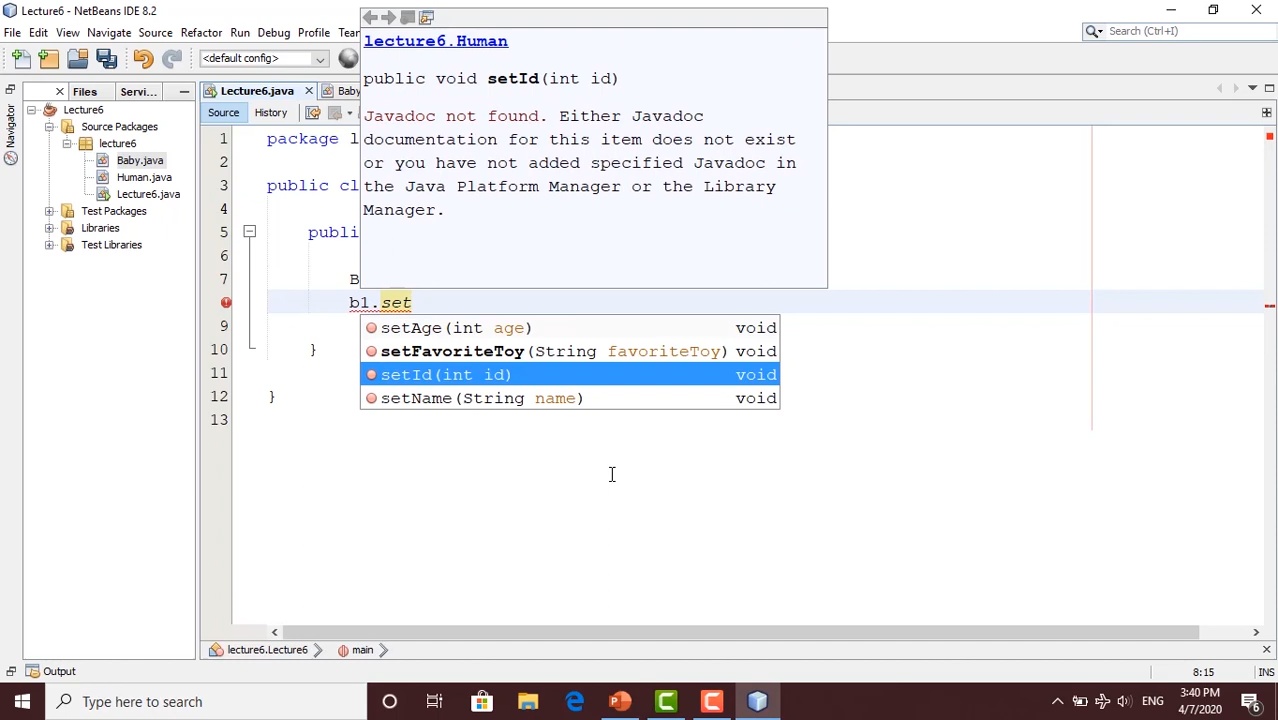 Lecture6 - NetBeans IDE 8.2
File Edit View Navigate Source Refactor Run Debug Profile Tear
Search (Ctrl+I)
<default config>
Files Servi...
Lecture6.java Baby
Source History
Navigator
Lecture6
Source Packages
lecture6
Baby.java
Human.java
Lecture6.java
Test Packages
Libraries
Test Libraries
lecture6.Human
public void setId(int id)
Javadoc not found. Either Javadoc
documentation for this item does not exist
or you have not added specified Javadoc in
the Java Platform Manager or the Library
Manager.
1 package l
2
3 public cl
4
5 publi
6
7 B
b1.set
9
10 }
11
12 }
13
setAge(int age) void
setFavoriteToy(String favoriteToy) void
setId(int id) void
setName(String name) void
lecture6.Lecture6 main
Output
8:15 INS
Type here to search
ENG
3:40 PM
4/7/2020
6